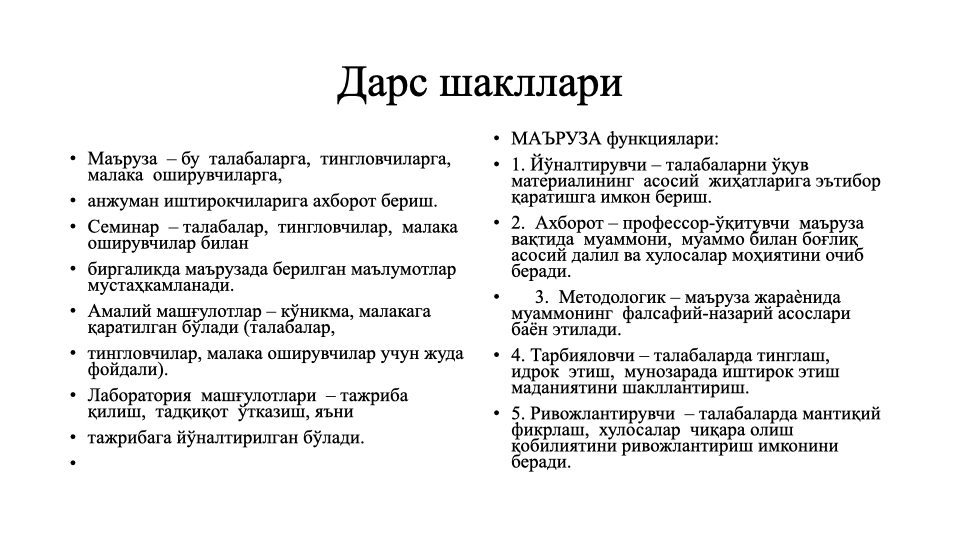 Дарс шакллари
• Маъруза – бу талабаларга, тингловчиларга,
малака оширувчиларга,
• анжуман иштирокчиларига ахборот бериш.
• Семинар – талабалар, тингловчилар, малака
оширувчилар билан
• биргаликда маърузада берилган маълумотлар
мустаҳкамланади.
• Амалий машғулотлар – кўникма, малакага
қаратилган бўлади (талабалар,
• тингловчилар, малака оширувчилар учун жуда
фойдали).
• Лаборатория машғулотлари – тажриба
қилиш, тадқиқот ўтказиш, яъни
• тажрибага йўналтирилган бўлади.
•
• МАЪРУЗА функциялари:
• 1. Йўналтирувчи – талабаларни ўқув
материалининг асосий жиҳатларига эътибор
қаратишга имкон бериш.
• 2. Ахборот – профессор-ўқитувчи маъруза
вақтида муаммони, муаммо билан боғлиқ
асосий далил ва хулосалар моҳиятини очиб
беради.
• 3. Методологик – маъруза жараѐнида
муаммонинг фалсафий-назарий асослари
баён этилади.
• 4. Тарбияловчи – талабаларда тинглаш,
идрок этиш, мунозарада иштирок этиш
маданиятини шакллантириш.
• 5. Ривожлантирувчи – талабаларда мантиқий
фикрлаш, хулосалар чиқара олиш
қобилиятини ривожлантириш имконини
беради.